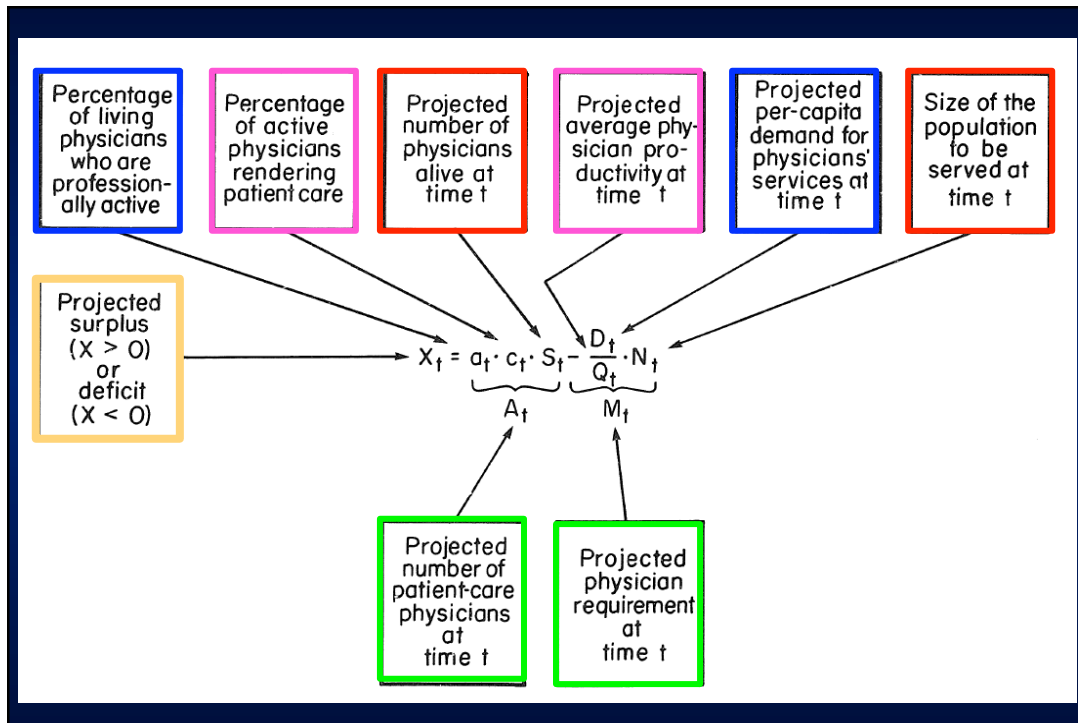 Percentage
of living
physicians
who are
profession-
ally active
Percentage
of active
physicians
rendering
patient care
Projected
number of
physicians
alive at
time t
Projected
average phy-
sician pro-
ductivity at
time t
Projected
per-capita
demand for
physicians'
services at
time t
Size of the
population
to be
served at
time t
Projected
surplus
(X > 0)
or
deficit
(X < 0)
Xt = at · ct · St − Dt/Qt · Nt
At
Mt
Projected
number of
patient-care
physicians
at
time t
Projected
physician
requirement
at
time t